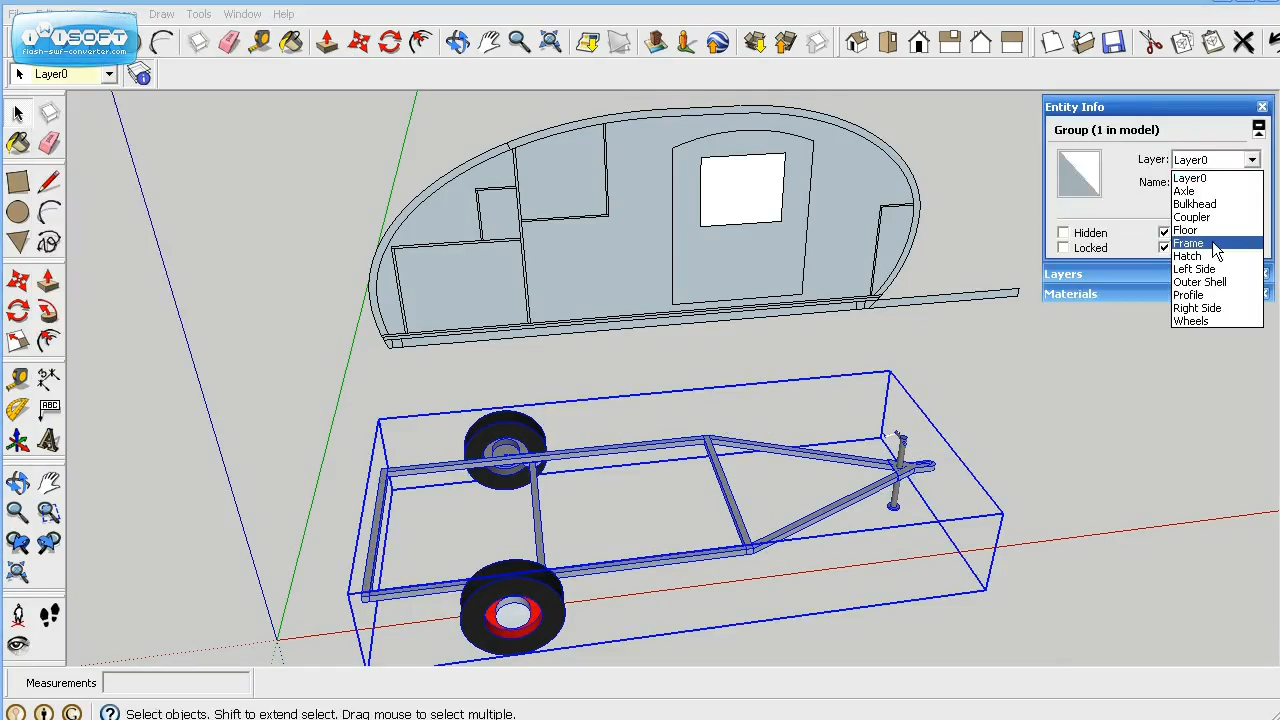 Draw Tools Window Help
iWiSOFT
flash-swf-converter.com
Layer0
ABC
Entity Info
Group (1 in model)
Layer: Layer0
Name:
Hidden
Locked
Layers
Materials
Layer0
Axle
Bulkhead
Coupler
Floor
Frame
Hatch
Left Side
Outer Shell
Profile
Right Side
Wheels
Measurements
Select objects. Shift to extend select. Drag mouse to select multiple.